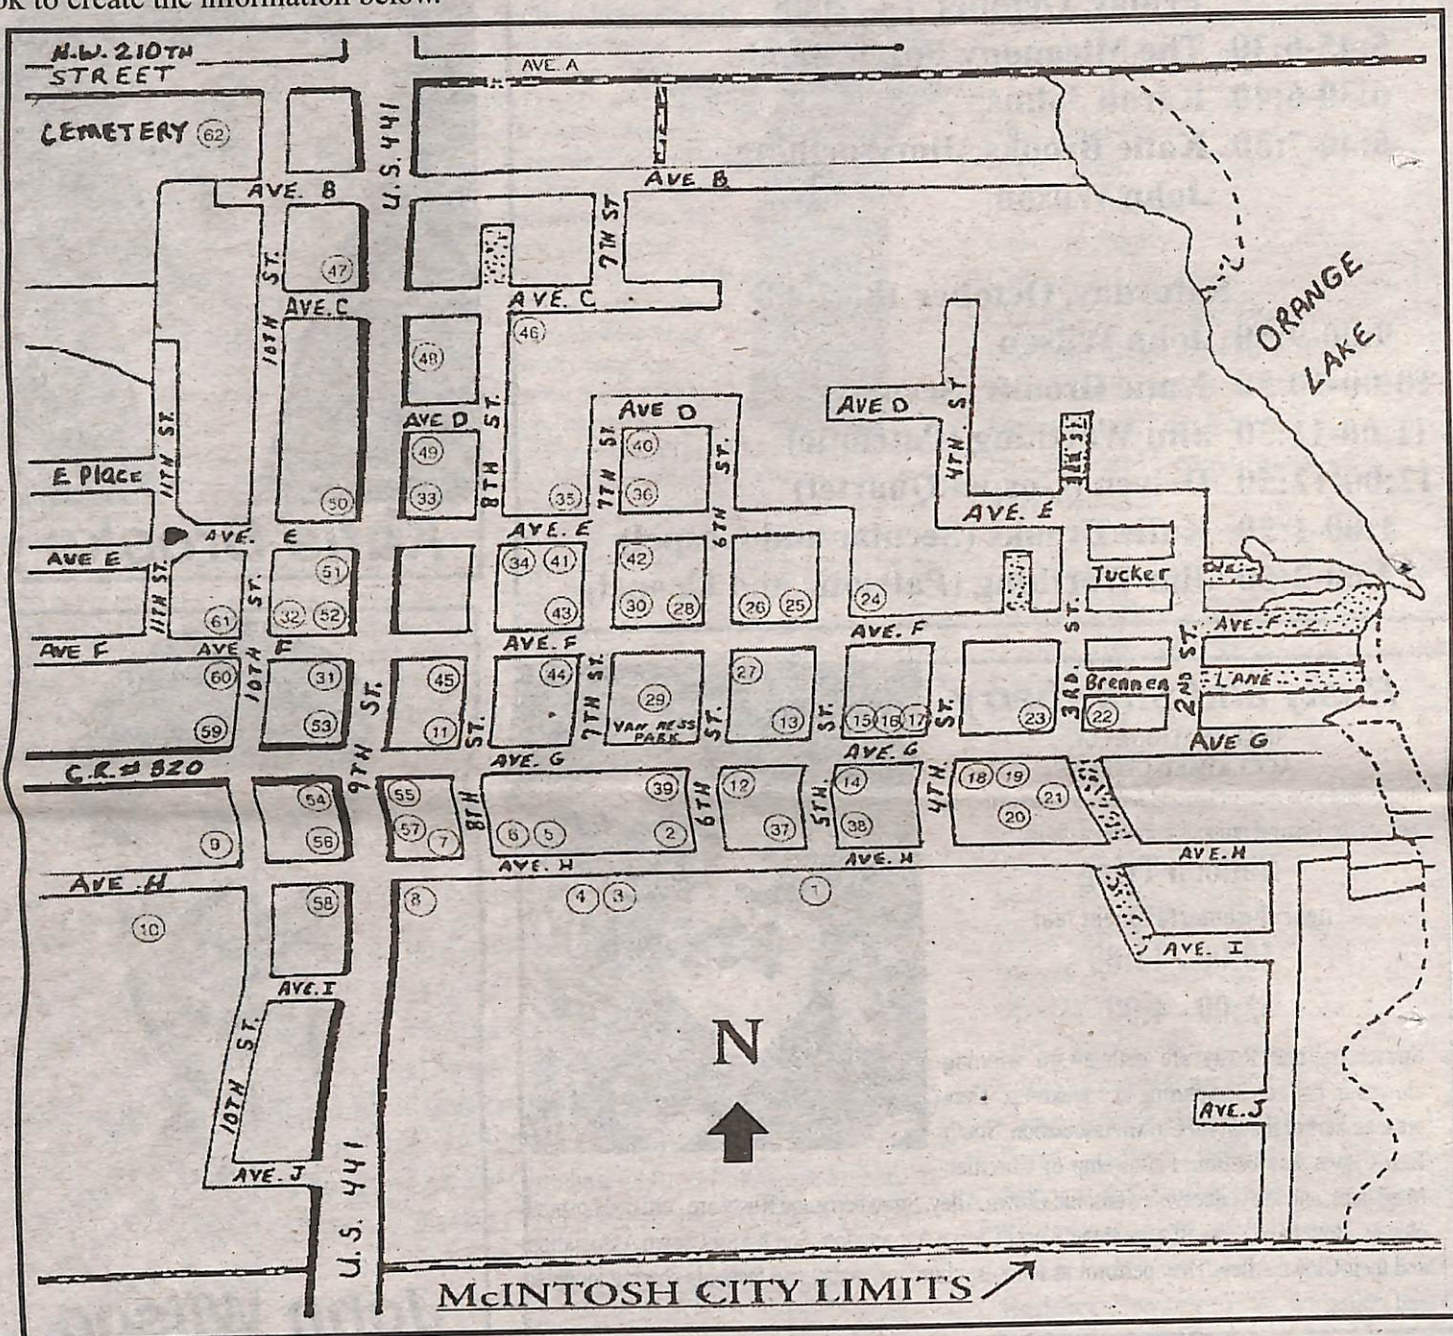 ok to create the information below.
N.W. 210TH
STREET
AVE. A
U.S. 441
CEMETERY 62
AVE. B
AVE B
7TH ST
47
10TH ST.
AVE. C
AVE. C
46
48
ORANGE
LAKE
AVE D
8TH ST.
AVE D
AVE D
4TH. ST
11TH ST.
49
7TH ST.
40
6TH ST.
E PLACE
50
33
35
36
AVE. E
AVE. E
AVE. E
AVE E
51
34 41
42
Tucker
11TH ST.
10TH ST.
61
32 52
43
30 28
26 25
24
AVE. F
AVE F
AVE F
AVE. F
AVE. F
3RD. ST.
2ND ST.
60
31
45
44
7TH ST.
29
VAN NESS
PARK
27
Brennen
LANE
59
53
9TH ST.
11
ST.
ST.
13
ST.
15 16 17
ST.
23
22
AVE. G
AVE. G
AVE G
C.R.# 320
54
55
8TH
39
6TH
12
5TH.
14
4TH.
18 19
21
20
9
56
57 7
6 5
2
37
38
AVE. H
AVE. H
AVE. H
AVE. H
58
8
4 3
1
10
AVE. I
AVE. I
10TH ST.
N
AVE. J
AVE. J
U.S. 441
McINTOSH CITY LIMITS